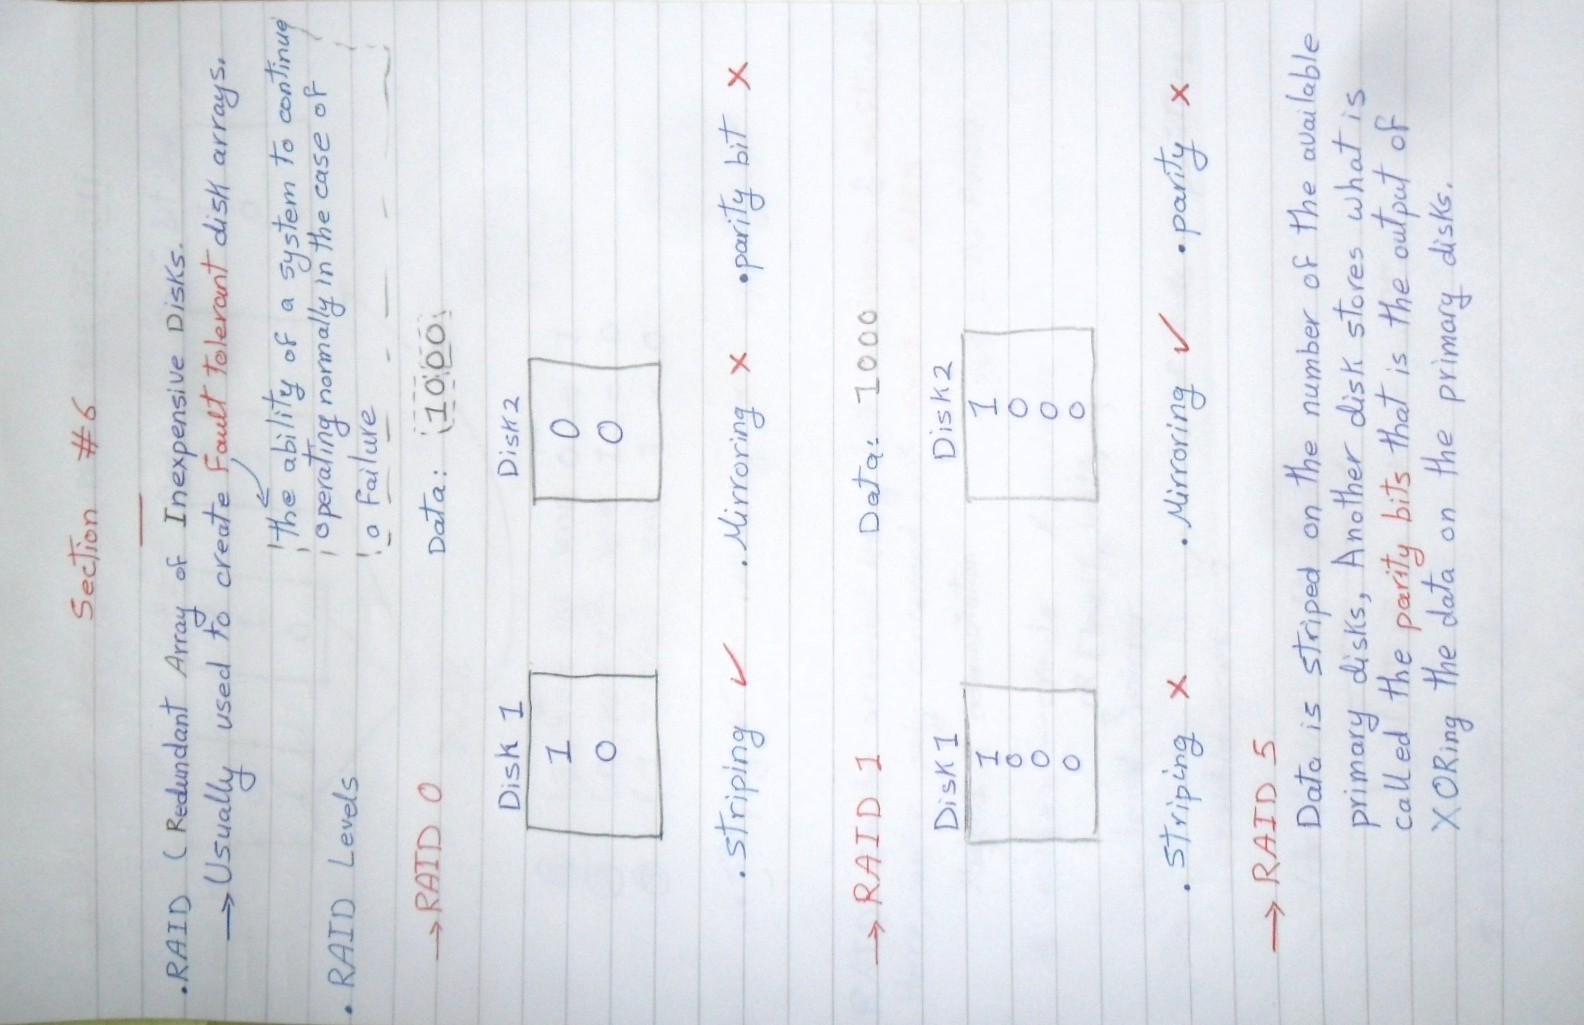 Section #6
.RAID (Redundant Array of Inexpensive Disks.
→ Usually used to create Fault tolerant disk arrays.
the ability of a system to continue
operating normally in the case of
a failure
. RAID Levels
→ RAID 0 Data: 1000
Disk 1 Disk 2
1 0
0 0
. Striping ✓ . Mirroring x . parity bit x
→ RAID 1 Data: 1000
Disk 1 Disk 2
1 1
0 0
0 0
0 0
. Striping x . Mirroring ✓ . parity x
→ RAID 5
Data is striped on the number of the available
primary disks, Another disk stores what is
called the parity bits that is the output of
XORing the data on the primary disks.